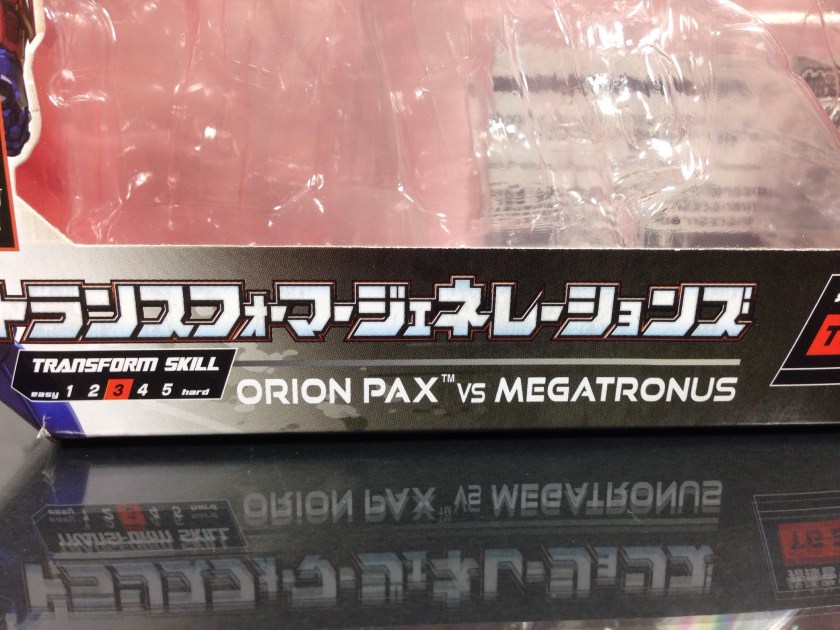 トランスフォーマージェネレーションズ
TRANSFORM SKILL
easy 1 2 3 4 5 hard
ORION PAX™ VS MEGATRONUS